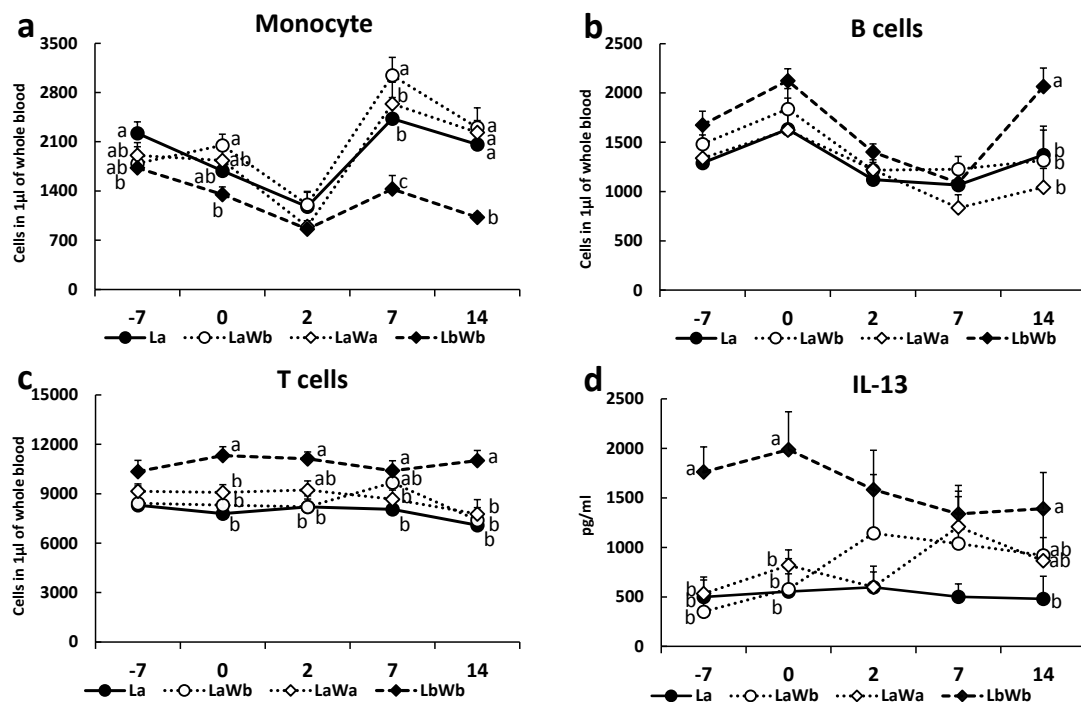 a
Monocyte
Cells in 1µl of whole blood
3500
2800
2100
1400
700
0
a
ab
ab
b
a
ab
ab
b
a
b
b
c
a
a
a
b
-7 0 2 7 14
La LaWb LaWa LbWb
b
B cells
Cells in 1µl of whole blood
2500
2000
1500
1000
500
0
a
b
b
b
-7 0 2 7 14
La LaWb LaWa LbWb
c
T cells
Cells in 1µl of whole blood
15000
12000
9000
6000
3000
0
a
b
b
b
a
ab
b
b
a
ab
b
b
a
b
b
b
-7 0 2 7 14
La LaWb LaWa LbWb
d
IL-13
pg/ml
2500
2000
1500
1000
500
0
a
b
b
b
a
b
b
b
a
ab
ab
b
-7 0 2 7 14
La LaWb LaWa LbWb